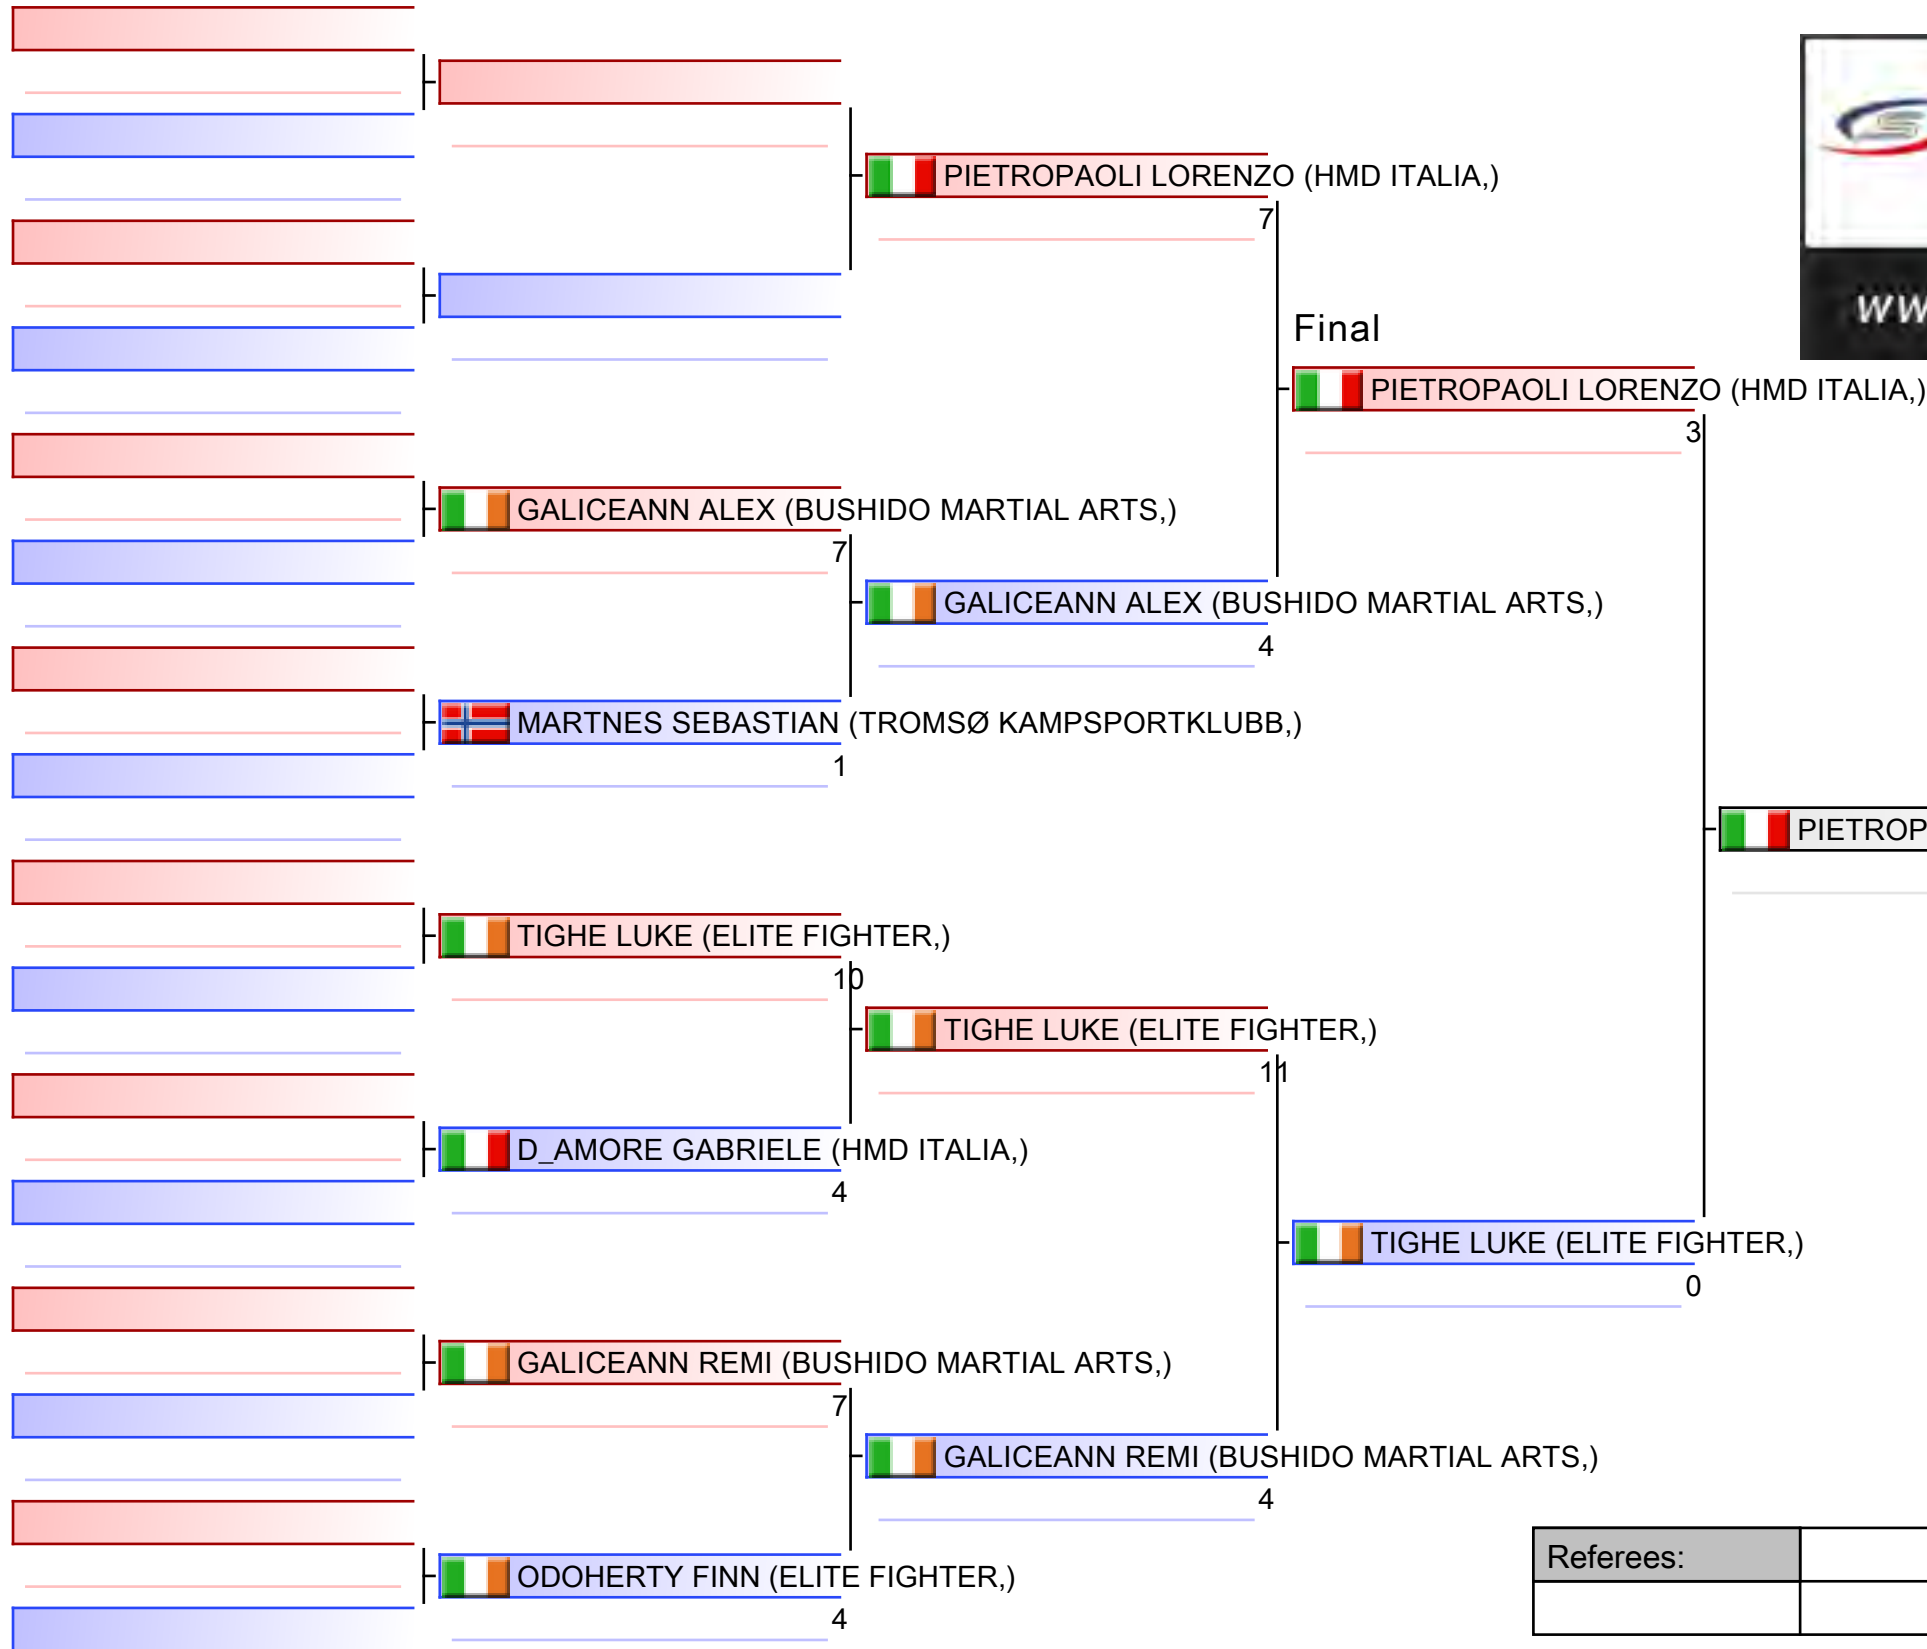 PIETROPAOLI LORENZO (HMD ITALIA,)
7
Final
PIETROPAOLI LORENZO (HMD ITALIA,)
3
GALICEANN ALEX (BUSHIDO MARTIAL ARTS,)
7
GALICEANN ALEX (BUSHIDO MARTIAL ARTS,)
4
MARTNES SEBASTIAN (TROMSØ KAMPSPORTKLUBB,)
1
PIETROP
TIGHE LUKE (ELITE FIGHTER,)
10
TIGHE LUKE (ELITE FIGHTER,)
11
D_AMORE GABRIELE (HMD ITALIA,)
4
TIGHE LUKE (ELITE FIGHTER,)
0
GALICEANN REMI (BUSHIDO MARTIAL ARTS,)
7
GALICEANN REMI (BUSHIDO MARTIAL ARTS,)
4
Referees:
ODOHERTY FINN (ELITE FIGHTER,)
4